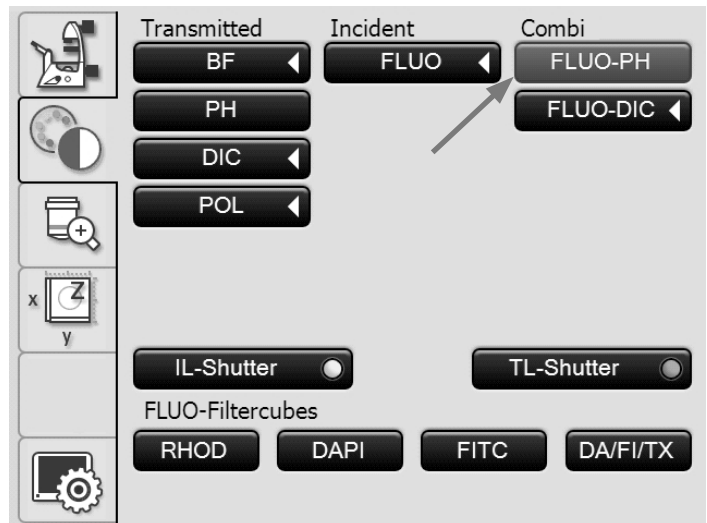 Transmitted Incident Combi
BF FLUO FLUO-PH
PH FLUO-DIC
DIC
POL
x Z
y
IL-Shutter TL-Shutter
FLUO-Filtercubes
RHOD DAPI FITC DA/FI/TX